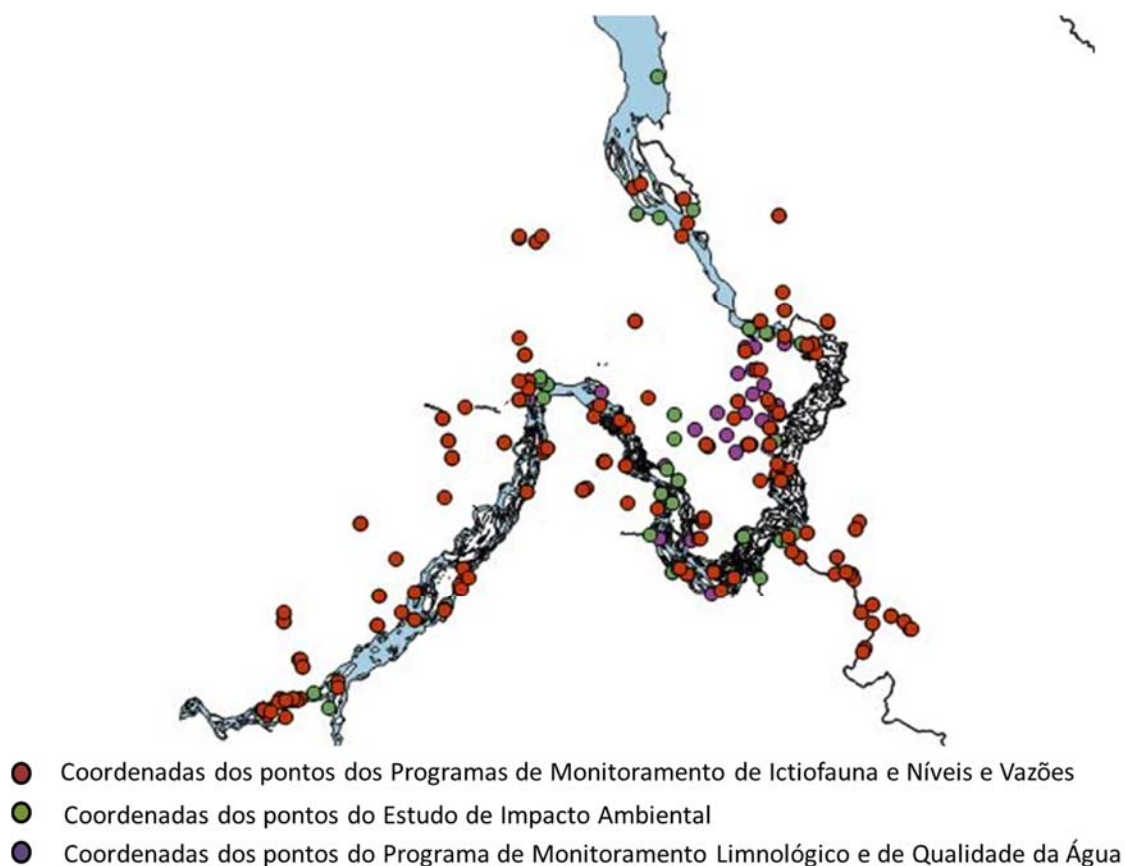 Coordenadas dos pontos dos Programas de Monitoramento de Ictiofauna e Níveis e Vazões
Coordenadas dos pontos do Estudo de Impacto Ambiental
Coordenadas dos pontos do Programa de Monitoramento Limnológico e de Qualidade da Água